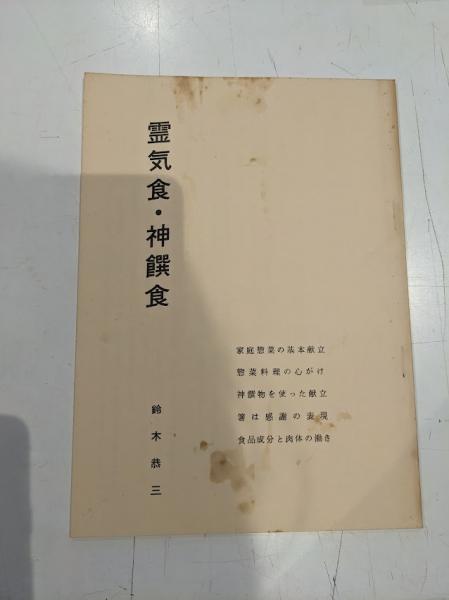 霊気食・神饌食
鈴木恭三
家庭惣菜の基本献立
惣菜料理の心がけ
神饌物を使った献立
箸は感謝の表現
食品成分と肉体の働き